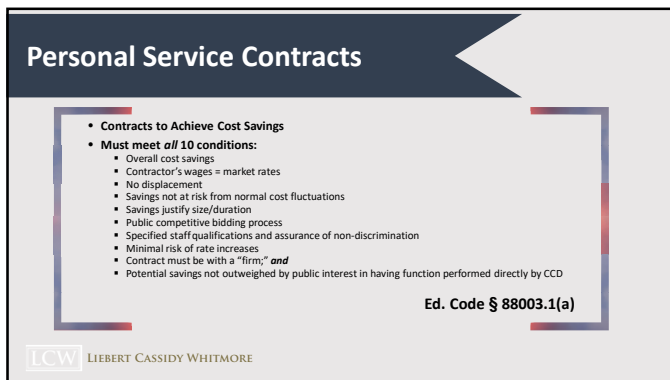 Personal Service Contracts
• Contracts to Achieve Cost Savings
• Must meet all 10 conditions:
▪ Overall cost savings
▪ Contractor's wages = market rates
▪ No displacement
▪ Savings not at risk from normal cost fluctuations
▪ Savings justify size/duration
▪ Public competitive bidding process
▪ Specified staff qualifications and assurance of non-discrimination
▪ Minimal risk of rate increases
▪ Contract must be with a "firm;" and
▪ Potential savings not outweighed by public interest in having function performed directly by CCD
Ed. Code § 88003.1(a)
LCW LIEBERT CASSIDY WHITMORE